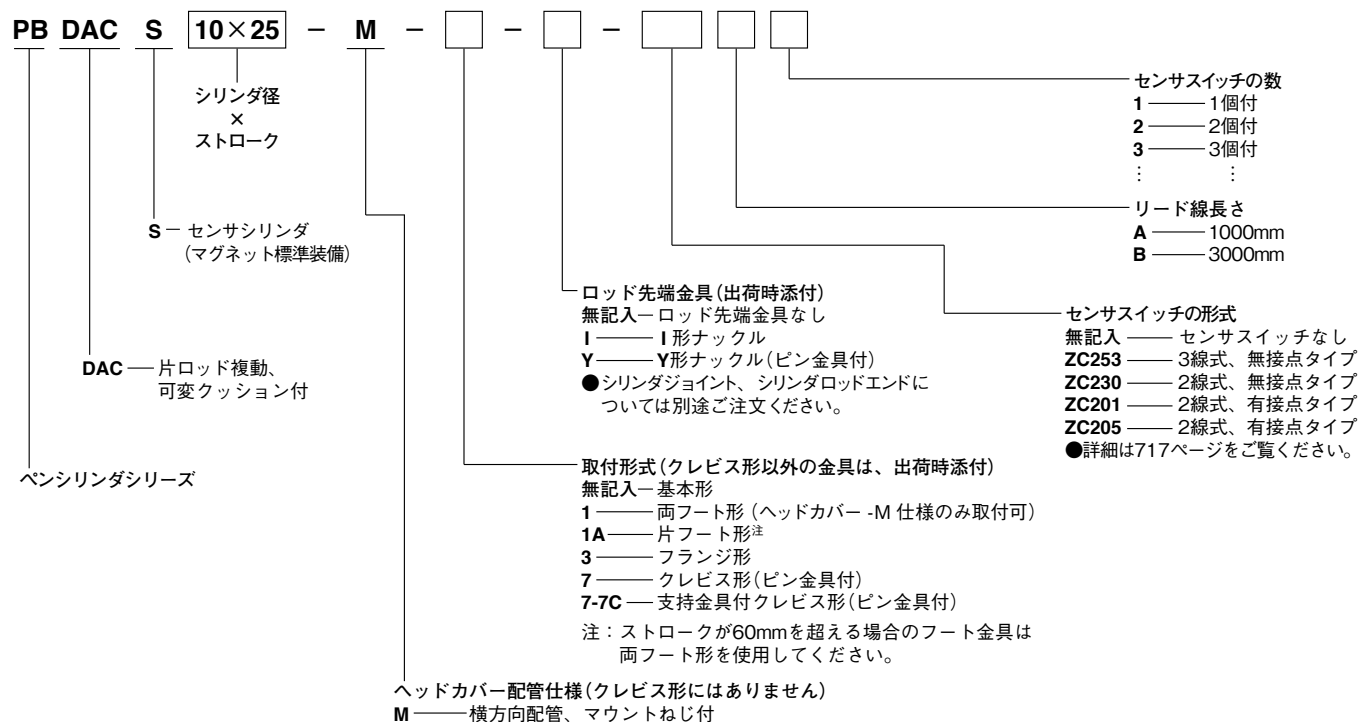 PB DAC S 10×25 － M － － －
シリンダ径
×
ストローク
センサスイッチの数
1 ── 1個付
2 ── 2個付
3 ── 3個付
⋮ ⋮
リード線長さ
A ── 1000mm
B ── 3000mm
S ─ センサシリンダ
(マグネット標準装備)
ロッド先端金具(出荷時添付)
無記入─ロッド先端金具なし
I ── I 形ナックル
Y ── Y形ナックル(ピン金具付)
●シリンダジョイント、シリンダロッドエンドに
ついては別途ご注文ください。
センサスイッチの形式
無記入 ── センサスイッチなし
ZC253 ── 3線式、無接点タイプ
ZC230 ── 2線式、無接点タイプ
ZC201 ── 2線式、有接点タイプ
ZC205 ── 2線式、有接点タイプ
●詳細は717ページをご覧ください。
DAC ── 片ロッド複動、
可変クッション付
ペンシリンダシリーズ
取付形式(クレビス形以外の金具は、出荷時添付)
無記入─基本形
1 ── 両フート形(ヘッドカバー -M 仕様のみ取付可)
1A ── 片フート形注
3 ── フランジ形
7 ── クレビス形(ピン金具付)
7-7C ── 支持金具付クレビス形(ピン金具付)
注：ストロークが60mmを超える場合のフート金具は
両フート形を使用してください。
ヘッドカバー配管仕様(クレビス形にはありません)
M ── 横方向配管、マウントねじ付